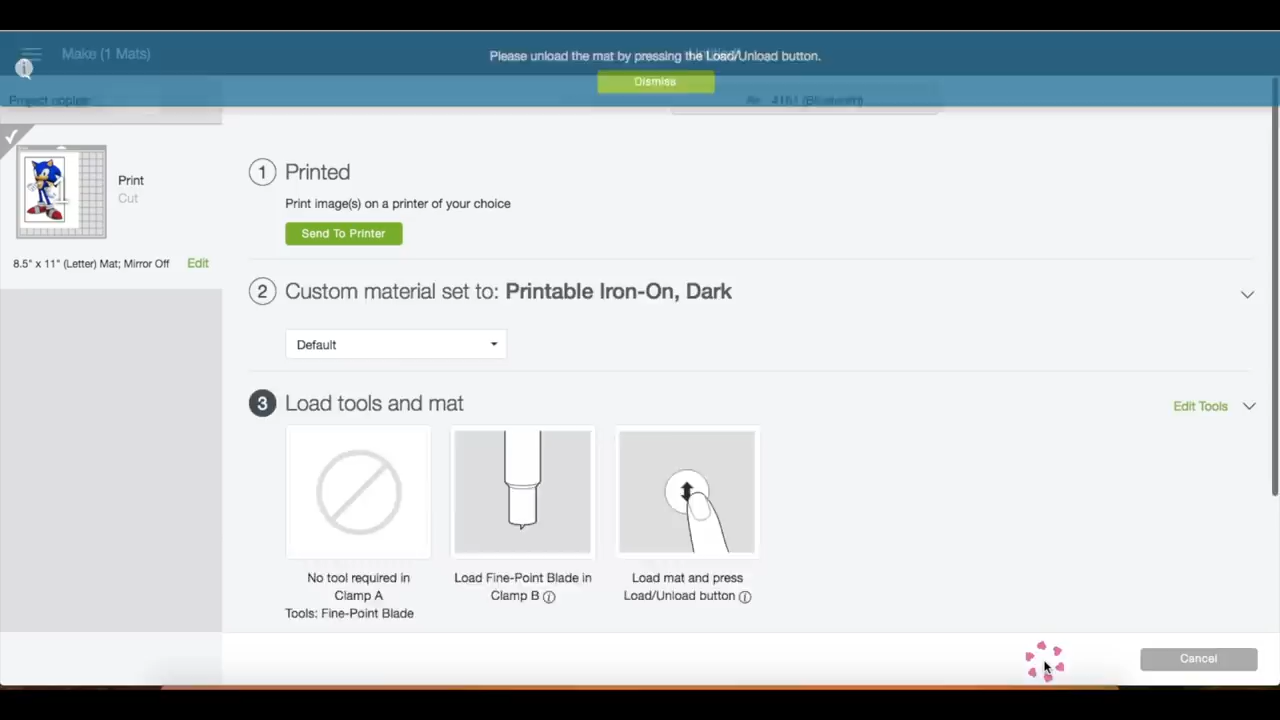 Make (1 Mats)
Please unload the mat by pressing the Load/Unload button.
Dismiss
Project copies
4161 (Bluetooth)
Print
Cut
8.5" x 11" (Letter) Mat; Mirror Off
Edit
1 Printed
Print image(s) on a printer of your choice
Send To Printer
2 Custom material set to: Printable Iron-On, Dark
Default
3 Load tools and mat
Edit Tools
No tool required in
Clamp A
Tools: Fine-Point Blade
Load Fine-Point Blade in
Clamp B
Load mat and press
Load/Unload button
Cancel